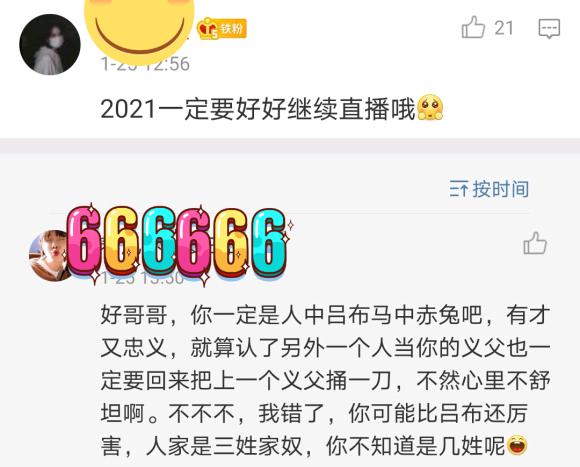 铁粉
21
1-25 12:56
2021一定要好好继续直播哦
按时间
666666
1-25 13:50
好哥哥，你一定是人中吕布马中赤兔吧，有才
又忠义，就算认了另外一个人当你的义父也一
定要回来把上一个义父捅一刀，不然心里不舒
坦啊。不不不，我错了，你可能比吕布还厉
害，人家是三姓家奴，你不知道是几姓呢